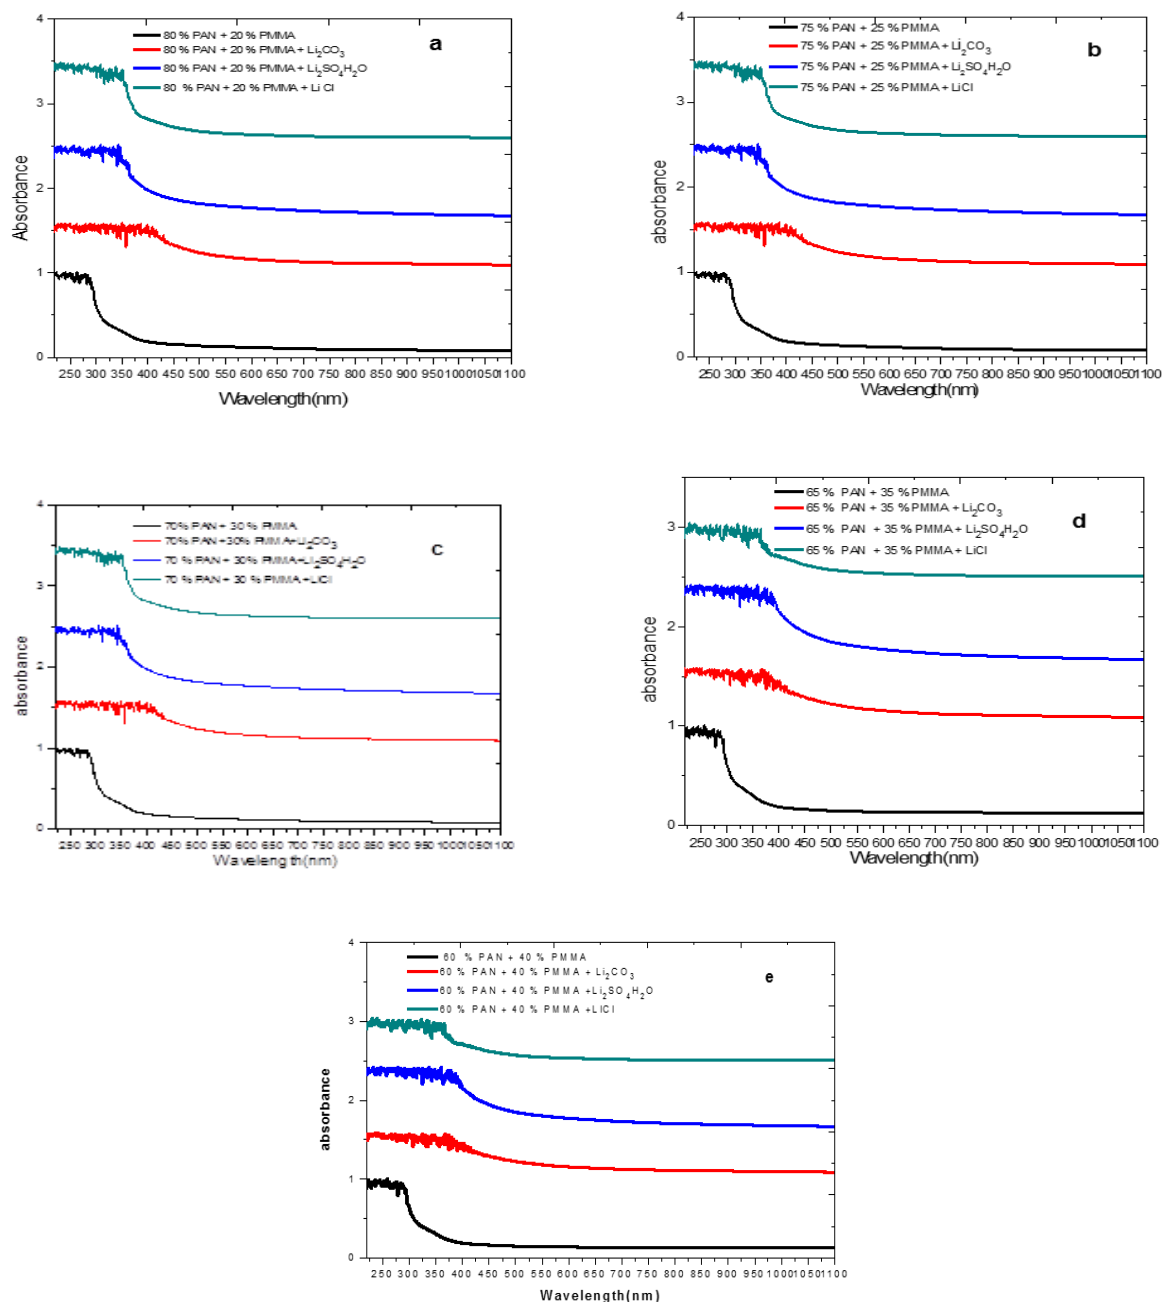 a
80 % PAN + 20 % PMMA
80 % PAN + 20 % PMMA + Li₂CO₃
80 % PAN + 20 % PMMA + Li₂SO₄H₂O
80 % PAN + 20 % PMMA + LiCl
4
3
2
1
0
Absorbance
250 300 350 400 450 500 550 600 650 700 750 800 850 900 950 1000 1050 1100
Wavelength(nm)
b
75 % PAN + 25 % PMMA
75 % PAN + 25 % PMMA + Li₂CO₃
75 % PAN + 25 % PMMA + Li₂SO₄H₂O
75 % PAN + 25 % PMMA + LiCl
4
3
2
1
0
absorbance
250 300 350 400 450 500 550 600 650 700 750 800 850 900 950 1000 1050 1100
Wavelength(nm)
c
70% PAN + 30 % PMMA
70% PAN +30% PMMA+Li₂CO₃
70 % PAN + 30% PMMA+Li₂SO₄H₂O
70 % PAN + 30 % PMMA +LiCl
4
3
2
1
0
absorbance
250 300 350 400 450 500 550 600 650 700 750 800 850 900 950 1000 1050 1100
Wavelength(nm)
d
65 % PAN + 35 %PMMA
65 % PAN + 35 % PMMA + Li₂CO₃
65 % PAN + 35 % PMMA + Li₂SO₄H₂O
65 % PAN + 35 % PMMA + LiCl
3
2
1
0
absorbance
250 300 350 400 450 500 550 600 650 700 750 800 850 900 950 1000 1050 1100
Wavelength(nm)
e
60 % PAN + 40 % PMMA
60 % PAN + 40 % PMMA + Li₂CO₃
60 % PAN + 40 % PMMA +Li₂SO₄H₂O
60 % PAN + 40 % PMMA +LiCl
4
3
2
1
0
absorbance
250 300 350 400 450 500 550 600 650 700 750 800 850 900 950 1000 1050 1100
Wavelength(nm)